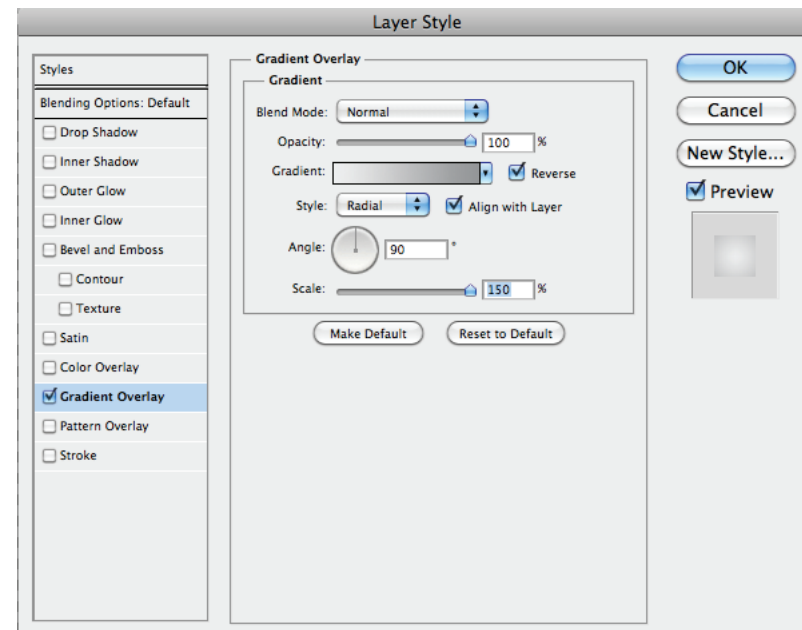 Layer Style
Styles
Blending Options: Default
Drop Shadow
Inner Shadow
Outer Glow
Inner Glow
Bevel and Emboss
Contour
Texture
Satin
Color Overlay
Gradient Overlay
Pattern Overlay
Stroke
Gradient Overlay
Gradient
Blend Mode: Normal
Opacity: 100 %
Gradient: Reverse
Style: Radial Align with Layer
Angle: 90 °
Scale: 150 %
Make Default Reset to Default
OK
Cancel
New Style...
Preview